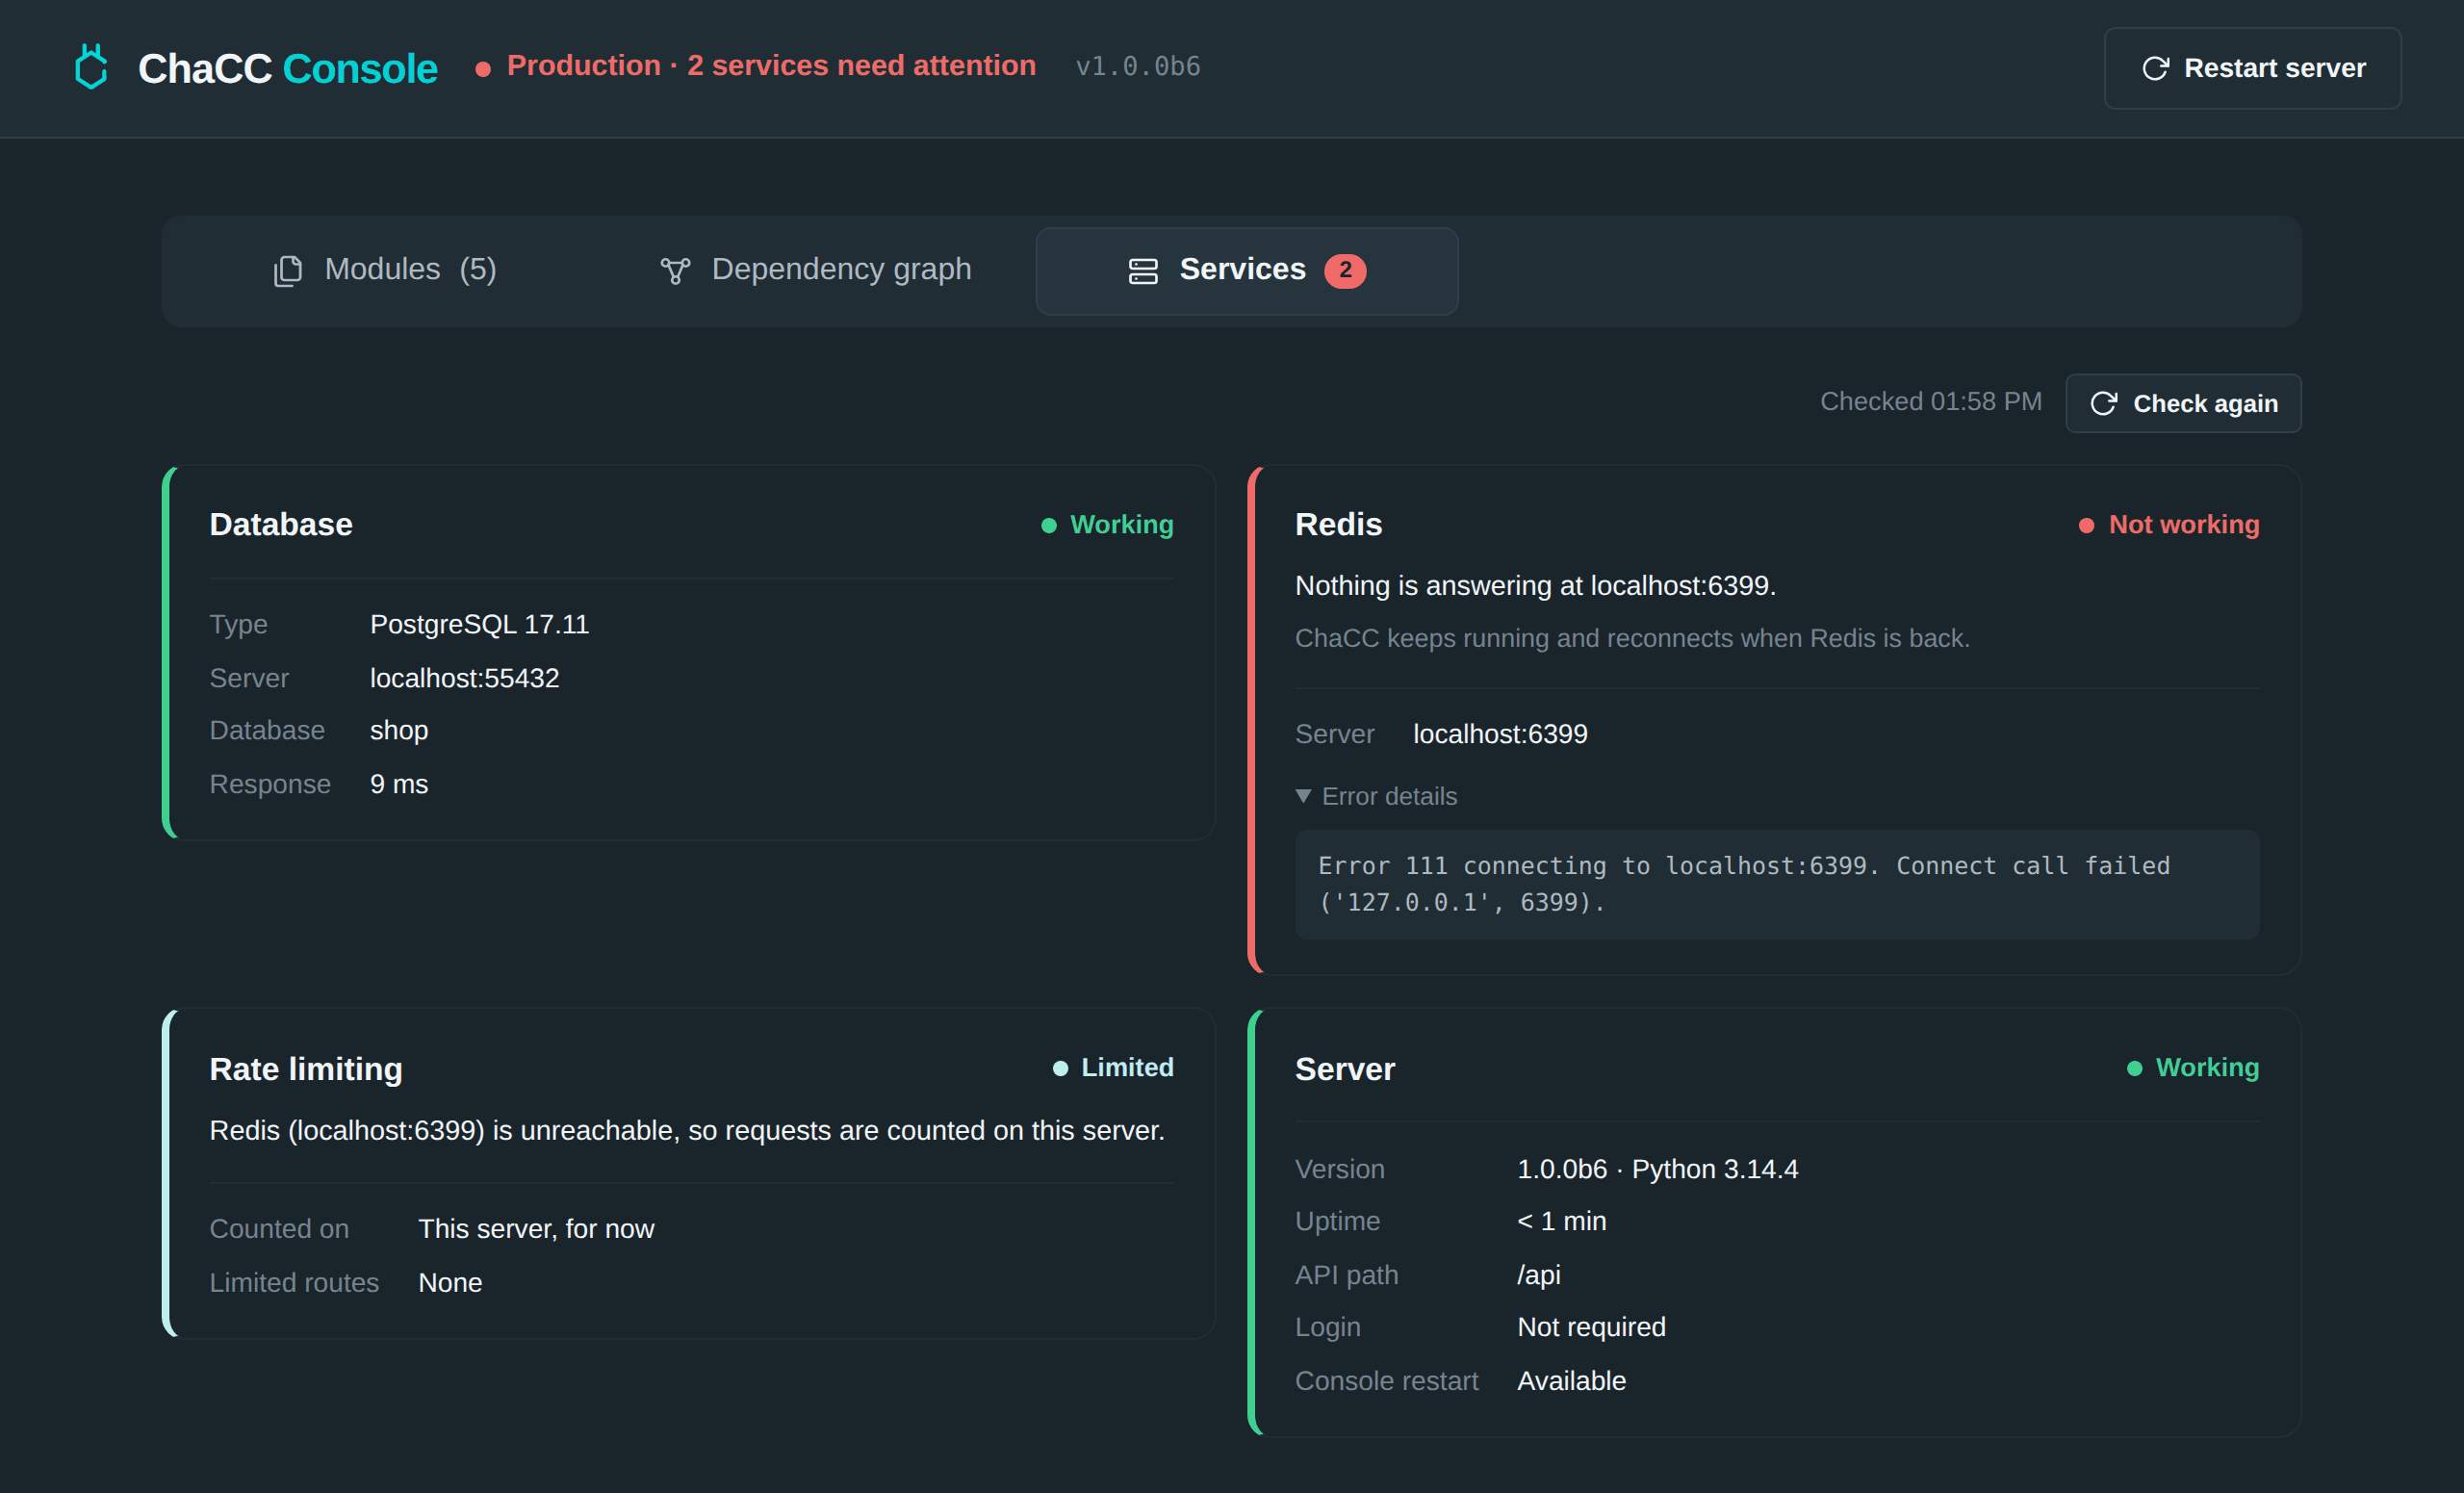 ChaCC Console
Production · 2 services need attention
v1.0.0b6
Restart server
Modules (5)
Dependency graph
Services 2
Checked 01:58 PM
Check again
Database
Working
Type PostgreSQL 17.11
Server localhost:55432
Database shop
Response 9 ms
Redis
Not working
Nothing is answering at localhost:6399.
ChaCC keeps running and reconnects when Redis is back.
Server localhost:6399
Error details
Error 111 connecting to localhost:6399. Connect call failed
('127.0.0.1', 6399).
Rate limiting
Limited
Redis (localhost:6399) is unreachable, so requests are counted on this server.
Counted on This server, for now
Limited routes None
Server
Working
Version 1.0.0b6 · Python 3.14.4
Uptime < 1 min
API path /api
Login Not required
Console restart Available